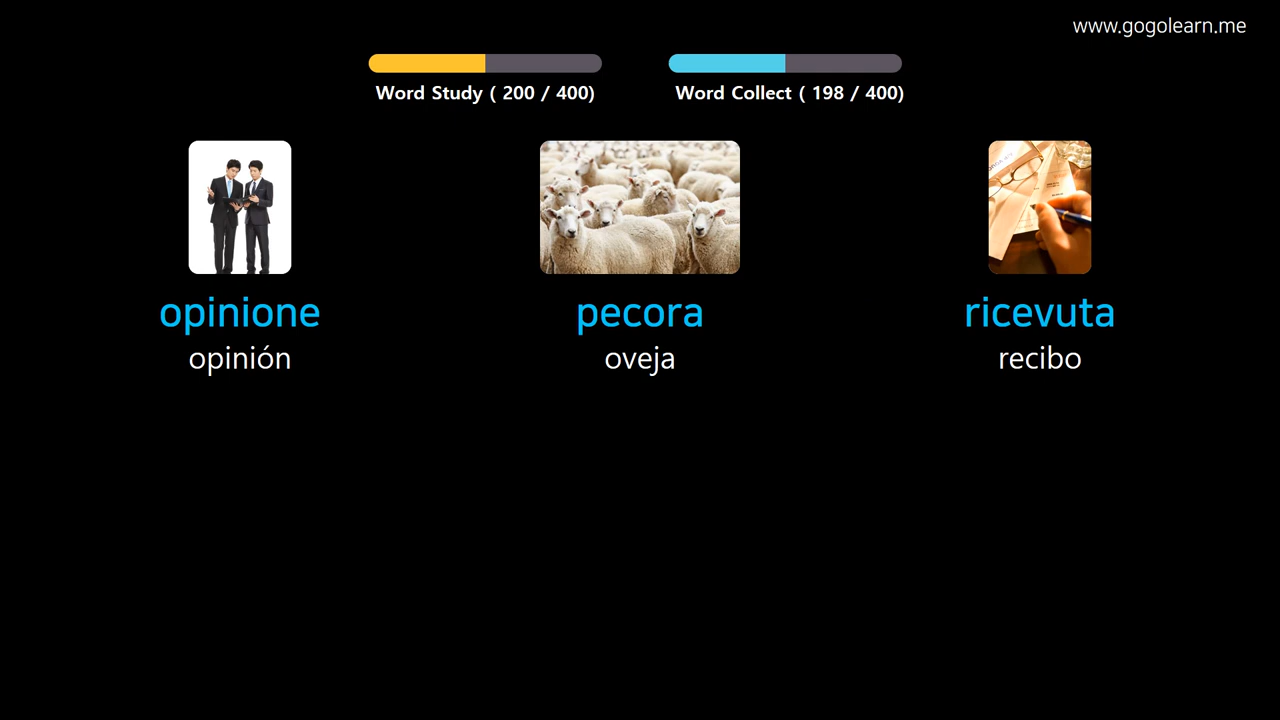 www.gogolearn.me
Word Study ( 200 / 400)
Word Collect ( 198 / 400)
opinione
opinión
pecora
oveja
ricevuta
recibo